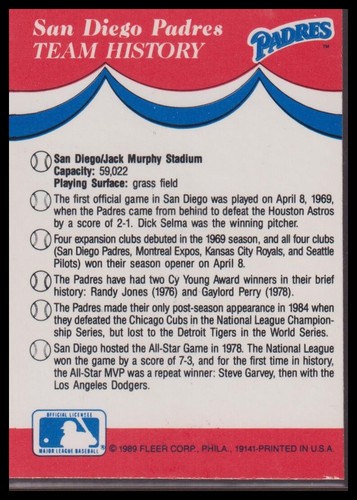 San Diego Padres
TEAM HISTORY
PADRES
TM
San Diego/Jack Murphy Stadium
Capacity: 59,022
Playing Surface: grass field
The first official game in San Diego was played on April 8, 1969,
when the Padres came from behind to defeat the Houston Astros
by a score of 2-1. Dick Selma was the winning pitcher.
Four expansion clubs debuted in the 1969 season, and all four clubs
(San Diego Padres, Montreal Expos, Kansas City Royals, and Seattle
Pilots) won their season opener on April 8.
The Padres have had two Cy Young Award winners in their brief
history: Randy Jones (1976) and Gaylord Perry (1978).
The Padres made their only post-season appearance in 1984 when
they defeated the Chicago Cubs in the National League Champion-
ship Series, but lost to the Detroit Tigers in the World Series.
San Diego hosted the All-Star Game in 1978. The National League
won the game by a score of 7-3, and for the first time in history,
the All-Star MVP was a repeat winner: Steve Garvey, then with the
Los Angeles Dodgers.
OFFICIAL LICENSEE
MAJOR LEAGUE BASEBALL
© 1989 FLEER CORP., PHILA., 19141-PRINTED IN U.S.A.